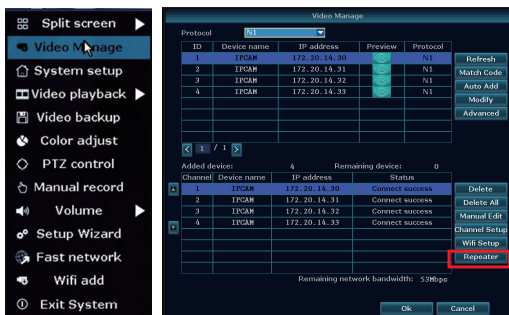 Split screen
Video Manage
System setup
Video playback
Video backup
Color adjust
PTZ control
Manual record
Volume
Setup Wizard
Fast network
Wifi add
Exit System
Video Manage
Protocol N1
ID Device name IP address Preview Protocol
1 IPCAM 172.20.14.30 N1
2 IPCAM 172.20.14.31 N1
3 IPCAM 172.20.14.32 N1
4 IPCAM 172.20.14.33 N1
Refresh
Match Code
Auto Add
Modify
Advanced
1 / 1
Added device: 4 Remaining device: 0
Channel Device name IP address Status
1 IPCAM 172.20.14.30 Connect success
2 IPCAM 172.20.14.31 Connect success
3 IPCAM 172.20.14.32 Connect success
4 IPCAM 172.20.14.33 Connect success
Delete
Delete All
Manual Edit
Channel Setup
Wifi Setup
Repeater
Remaining network bandwidth: 53Mbps
Ok Cancel